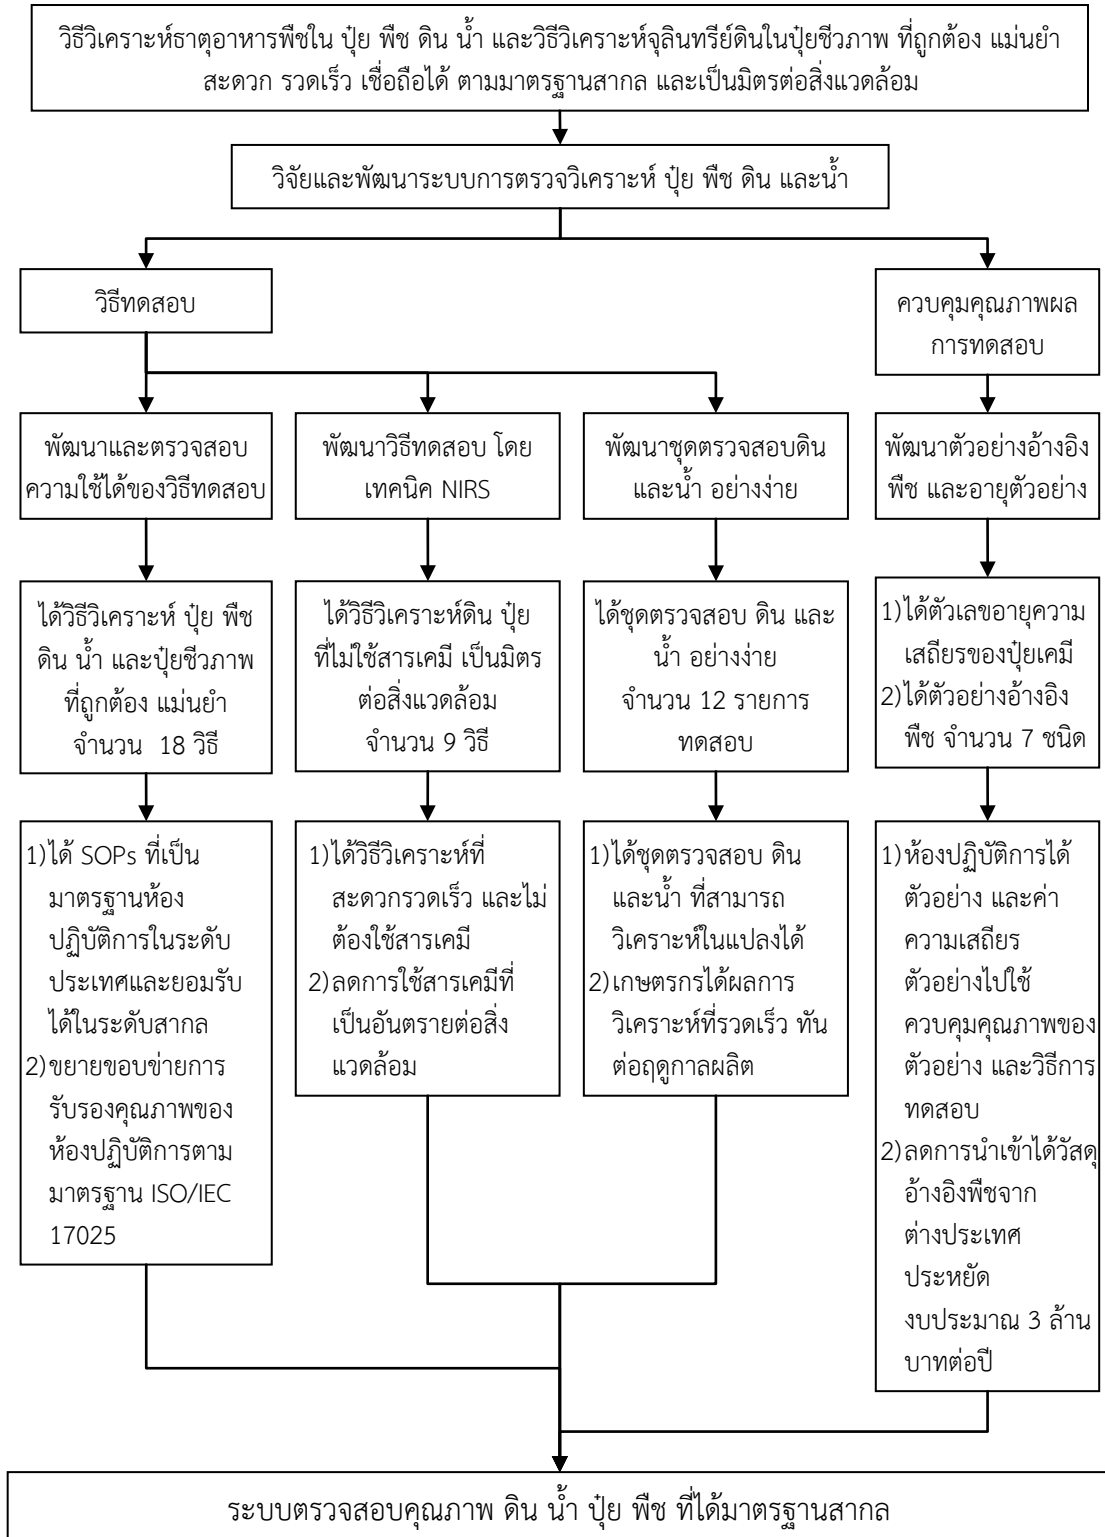 วิธีวิเคราะห์ธาตุอาหารพืชใน ปุ๋ย พืช ดิน น้ำ และวิธีวิเคราะห์จุลินทรีย์ดินในปุ๋ยชีวภาพ ที่ถูกต้อง แม่นยำ
สะดวก รวดเร็ว เชื่อถือได้ ตามมาตรฐานสากล และเป็นมิตรต่อสิ่งแวดล้อม
วิจัยและพัฒนาระบบการตรวจวิเคราะห์ ปุ๋ย พืช ดิน และน้ำ
วิธีทดสอบ
ควบคุมคุณภาพผล
การทดสอบ
พัฒนาและตรวจสอบ
ความใช้ได้ของวิธีทดสอบ
พัฒนาวิธีทดสอบ โดย
เทคนิค NIRS
พัฒนาชุดตรวจสอบดิน
และน้ำ อย่างง่าย
พัฒนาตัวอย่างอ้างอิง
พืช และอายุตัวอย่าง
ได้วิธีวิเคราะห์ ปุ๋ย พืช
ดิน น้ำ และปุ๋ยชีวภาพ
ที่ถูกต้อง แม่นยำ
จำนวน 18 วิธี
ได้วิธีวิเคราะห์ดิน ปุ๋ย
ที่ไม่ใช้สารเคมี เป็นมิตร
ต่อสิ่งแวดล้อม
จำนวน 9 วิธี
ได้ชุดตรวจสอบ ดิน และ
น้ำ อย่างง่าย
จำนวน 12 รายการ
ทดสอบ
1)ได้ตัวเลขอายุความ
เสถียรของปุ๋ยเคมี
2)ได้ตัวอย่างอ้างอิง
พืช จำนวน 7 ชนิด
1)ได้ SOPs ที่เป็น
มาตรฐานห้อง
ปฏิบัติการในระดับ
ประเทศและยอมรับ
ได้ในระดับสากล
2)ขยายขอบข่ายการ
รับรองคุณภาพของ
ห้องปฏิบัติการตาม
มาตรฐาน ISO/IEC
17025
1)ได้วิธีวิเคราะห์ที่
สะดวกรวดเร็ว และไม่
ต้องใช้สารเคมี
2)ลดการใช้สารเคมีที่
เป็นอันตรายต่อสิ่ง
แวดล้อม
1)ได้ชุดตรวจสอบ ดิน
และน้ำ ที่สามารถ
วิเคราะห์ในแปลงได้
2)เกษตรกรได้ผลการ
วิเคราะห์ที่รวดเร็ว ทัน
ต่อฤดูกาลผลิต
1)ห้องปฏิบัติการได้
ตัวอย่าง และค่า
ความเสถียร
ตัวอย่างไปใช้
ควบคุมคุณภาพของ
ตัวอย่าง และวิธีการ
ทดสอบ
2)ลดการนำเข้าได้วัสดุ
อ้างอิงพืชจาก
ต่างประเทศ
ประหยัด
งบประมาณ 3 ล้าน
บาทต่อปี
ระบบตรวจสอบคุณภาพ ดิน น้ำ ปุ๋ย พืช ที่ได้มาตรฐานสากล